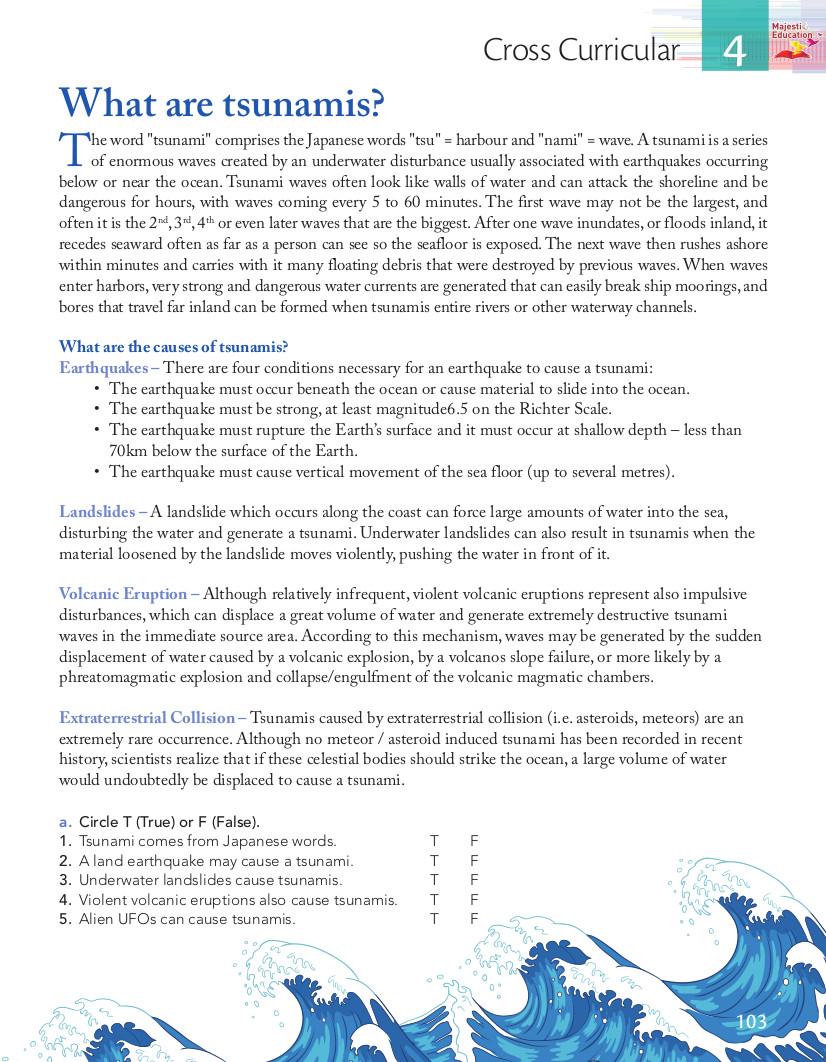 Cross Curricular
4
Majesti
Education
What are tsunamis?
The word "tsunami" comprises the Japanese words "tsu" = harbour and "nami" = wave. A tsunami is a series
of enormous waves created by an underwater disturbance usually associated with earthquakes occurring
below or near the ocean. Tsunami waves often look like walls of water and can attack the shoreline and be
dangerous for hours, with waves coming every 5 to 60 minutes. The first wave may not be the largest, and
often it is the 2nd, 3rd, 4th or even later waves that are the biggest. After one wave inundates, or floods inland, it
recedes seaward often as far as a person can see so the seafloor is exposed. The next wave then rushes ashore
within minutes and carries with it many floating debris that were destroyed by previous waves. When waves
enter harbors, very strong and dangerous water currents are generated that can easily break ship moorings, and
bores that travel far inland can be formed when tsunamis entire rivers or other waterway channels.
What are the causes of tsunamis?
Earthquakes – There are four conditions necessary for an earthquake to cause a tsunami:
• The earthquake must occur beneath the ocean or cause material to slide into the ocean.
• The earthquake must be strong, at least magnitude6.5 on the Richter Scale.
• The earthquake must rupture the Earth's surface and it must occur at shallow depth – less than
70km below the surface of the Earth.
• The earthquake must cause vertical movement of the sea floor (up to several metres).
Landslides – A landslide which occurs along the coast can force large amounts of water into the sea,
disturbing the water and generate a tsunami. Underwater landslides can also result in tsunamis when the
material loosened by the landslide moves violently, pushing the water in front of it.
Volcanic Eruption – Although relatively infrequent, violent volcanic eruptions represent also impulsive
disturbances, which can displace a great volume of water and generate extremely destructive tsunami
waves in the immediate source area. According to this mechanism, waves may be generated by the sudden
displacement of water caused by a volcanic explosion, by a volcanos slope failure, or more likely by a
phreatomagmatic explosion and collapse/engulfment of the volcanic magmatic chambers.
Extraterrestrial Collision – Tsunamis caused by extraterrestrial collision (i.e. asteroids, meteors) are an
extremely rare occurrence. Although no meteor / asteroid induced tsunami has been recorded in recent
history, scientists realize that if these celestial bodies should strike the ocean, a large volume of water
would undoubtedly be displaced to cause a tsunami.
a. Circle T (True) or F (False).
1. Tsunami comes from Japanese words. T F
2. A land earthquake may cause a tsunami. T F
3. Underwater landslides cause tsunamis. T F
4. Violent volcanic eruptions also cause tsunamis. T F
5. Alien UFOs can cause tsunamis. T F
103